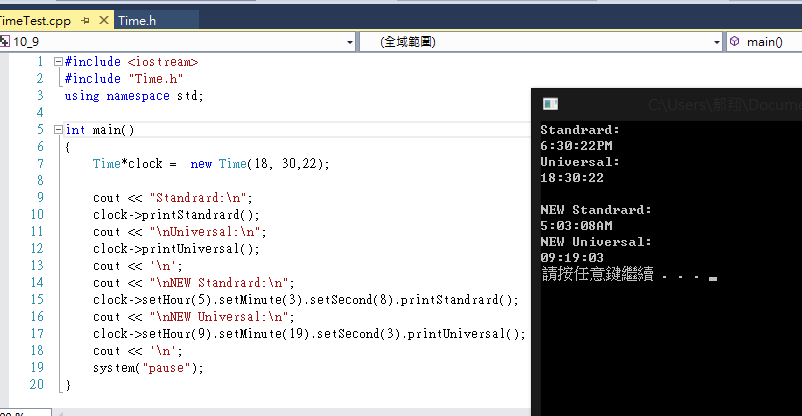 TimeTest.cpp
Time.h
10_9
(全域範圍)
main()
1 #include <iostream>
2 #include "Time.h"
3 using namespace std;
4
5 int main()
6 {
7 Time*clock = new Time(18, 30,22);
8
9 cout << "Standrard:\n";
10 clock->printStandrard();
11 cout << "\nUniversal:\n";
12 clock->printUniversal();
13 cout << '\n';
14 cout << "\nNEW Standrard:\n";
15 clock->setHour(5).setMinute(3).setSecond(8).printStandrard();
16 cout << "\nNEW Universal:\n";
17 clock->setHour(9).setMinute(19).setSecond(3).printUniversal();
18 cout << '\n';
19 system("pause");
20 }
Standrard:
6:30:22PM
Universal:
18:30:22
NEW Standrard:
5:03:08AM
NEW Universal:
09:19:03
請按任意鍵繼續 . . .